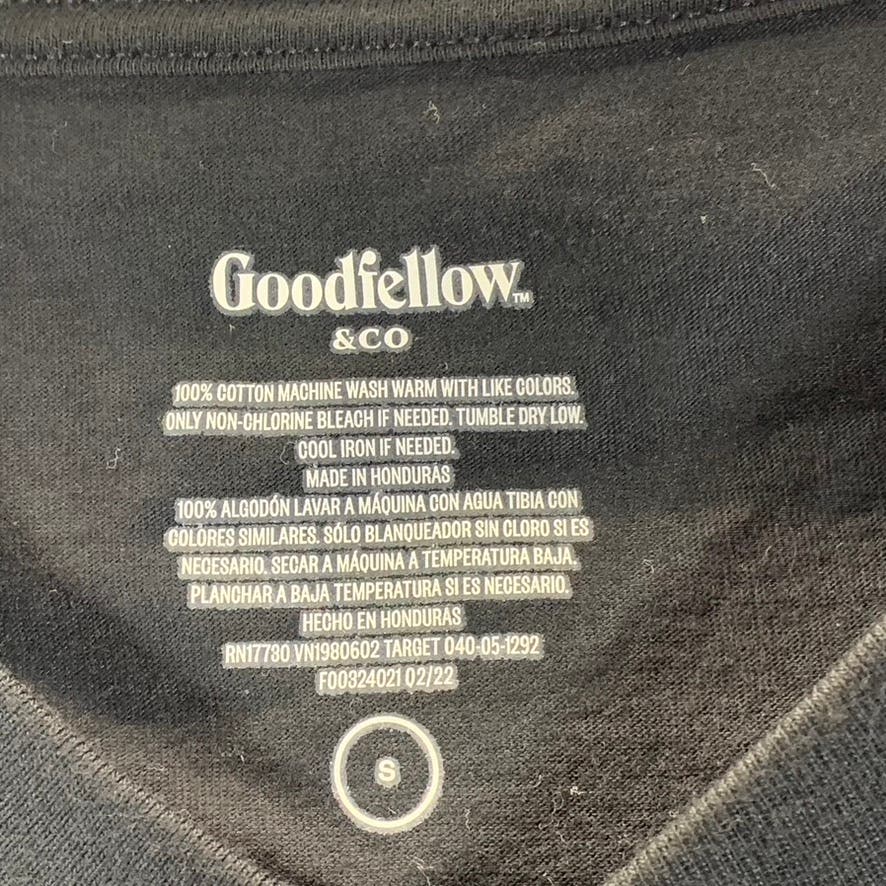 Goodfellow™
&CO
100% COTTON MACHINE WASH WARM WITH LIKE COLORS.
ONLY NON-CHLORINE BLEACH IF NEEDED. TUMBLE DRY LOW.
COOL IRON IF NEEDED.
MADE IN HONDURAS
100% ALGODÓN LAVAR A MÁQUINA CON AGUA TIBIA CON
COLORES SIMILARES. SÓLO BLANQUEADOR SIN CLORO SI ES
NECESARIO. SECAR A MÁQUINA A TEMPERATURA BAJA.
PLANCHAR A BAJA TEMPERATURA SI ES NECESARIO.
HECHO EN HONDURAS
RN17730 VN1980602 TARGET 040-05-1292
F00324021 02/22
S